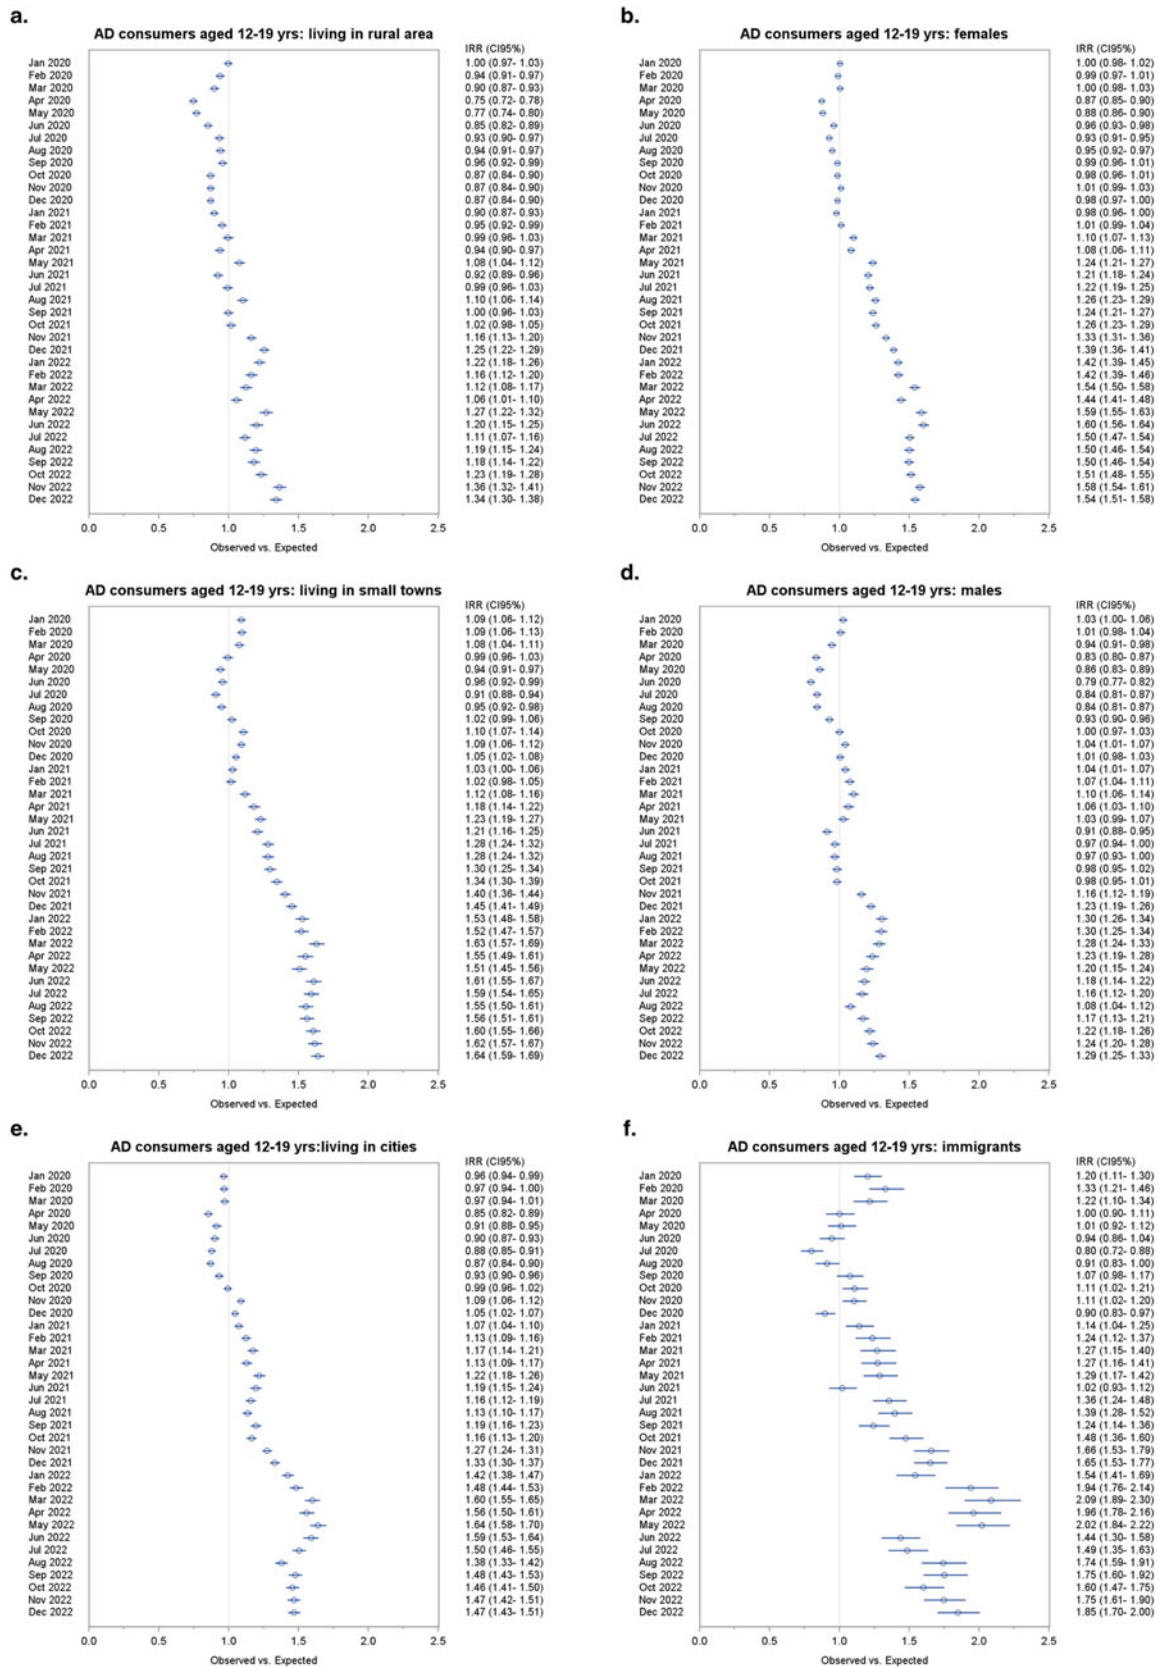 a.
AD consumers aged 12-19 yrs: living in rural area
IRR (CI95%)
Jan 2020 1.00 (0.97- 1.03)
Feb 2020 0.94 (0.91- 0.97)
Mar 2020 0.90 (0.87- 0.93)
Apr 2020 0.75 (0.72- 0.78)
May 2020 0.77 (0.74- 0.80)
Jun 2020 0.85 (0.82- 0.89)
Jul 2020 0.93 (0.90- 0.97)
Aug 2020 0.94 (0.91- 0.97)
Sep 2020 0.96 (0.92- 0.99)
Oct 2020 0.87 (0.84- 0.90)
Nov 2020 0.87 (0.84- 0.90)
Dec 2020 0.87 (0.84- 0.90)
Jan 2021 0.90 (0.87- 0.93)
Feb 2021 0.95 (0.92- 0.99)
Mar 2021 0.99 (0.96- 1.03)
Apr 2021 0.94 (0.90- 0.97)
May 2021 1.08 (1.04- 1.12)
Jun 2021 0.92 (0.89- 0.96)
Jul 2021 0.99 (0.96- 1.03)
Aug 2021 1.10 (1.06- 1.14)
Sep 2021 1.00 (0.96- 1.03)
Oct 2021 1.02 (0.98- 1.05)
Nov 2021 1.16 (1.13- 1.20)
Dec 2021 1.25 (1.22- 1.29)
Jan 2022 1.22 (1.18- 1.26)
Feb 2022 1.16 (1.12- 1.20)
Mar 2022 1.12 (1.08- 1.17)
Apr 2022 1.06 (1.01- 1.10)
May 2022 1.27 (1.22- 1.32)
Jun 2022 1.20 (1.15- 1.25)
Jul 2022 1.11 (1.07- 1.16)
Aug 2022 1.19 (1.15- 1.24)
Sep 2022 1.18 (1.14- 1.22)
Oct 2022 1.23 (1.19- 1.28)
Nov 2022 1.36 (1.32- 1.41)
Dec 2022 1.34 (1.30- 1.38)
0.0 0.5 1.0 1.5 2.0 2.5
Observed vs. Expected
b.
AD consumers aged 12-19 yrs: females
IRR (CI95%)
Jan 2020 1.00 (0.98- 1.02)
Feb 2020 0.99 (0.97- 1.01)
Mar 2020 1.00 (0.98- 1.03)
Apr 2020 0.87 (0.85- 0.90)
May 2020 0.88 (0.86- 0.90)
Jun 2020 0.96 (0.93- 0.98)
Jul 2020 0.93 (0.91- 0.95)
Aug 2020 0.95 (0.92- 0.97)
Sep 2020 0.99 (0.96- 1.01)
Oct 2020 0.98 (0.96- 1.01)
Nov 2020 1.01 (0.99- 1.03)
Dec 2020 0.98 (0.97- 1.00)
Jan 2021 0.98 (0.96- 1.00)
Feb 2021 1.01 (0.99- 1.04)
Mar 2021 1.10 (1.07- 1.13)
Apr 2021 1.08 (1.06- 1.11)
May 2021 1.24 (1.21- 1.27)
Jun 2021 1.21 (1.18- 1.24)
Jul 2021 1.22 (1.19- 1.25)
Aug 2021 1.26 (1.23- 1.29)
Sep 2021 1.24 (1.21- 1.27)
Oct 2021 1.26 (1.23- 1.29)
Nov 2021 1.33 (1.31- 1.36)
Dec 2021 1.39 (1.36- 1.41)
Jan 2022 1.42 (1.39- 1.45)
Feb 2022 1.42 (1.39- 1.46)
Mar 2022 1.54 (1.50- 1.58)
Apr 2022 1.44 (1.41- 1.48)
May 2022 1.59 (1.55- 1.63)
Jun 2022 1.60 (1.56- 1.64)
Jul 2022 1.50 (1.47- 1.54)
Aug 2022 1.50 (1.46- 1.54)
Sep 2022 1.50 (1.46- 1.54)
Oct 2022 1.51 (1.48- 1.55)
Nov 2022 1.58 (1.54- 1.61)
Dec 2022 1.54 (1.51- 1.58)
0.0 0.5 1.0 1.5 2.0 2.5
Observed vs. Expected
c.
AD consumers aged 12-19 yrs: living in small towns
IRR (CI95%)
Jan 2020 1.09 (1.06- 1.12)
Feb 2020 1.09 (1.06- 1.13)
Mar 2020 1.08 (1.04- 1.11)
Apr 2020 0.99 (0.96- 1.03)
May 2020 0.94 (0.91- 0.97)
Jun 2020 0.96 (0.92- 0.99)
Jul 2020 0.91 (0.88- 0.94)
Aug 2020 0.95 (0.92- 0.98)
Sep 2020 1.02 (0.99- 1.06)
Oct 2020 1.10 (1.07- 1.14)
Nov 2020 1.09 (1.06- 1.12)
Dec 2020 1.05 (1.02- 1.08)
Jan 2021 1.03 (1.00- 1.06)
Feb 2021 1.02 (0.98- 1.05)
Mar 2021 1.12 (1.08- 1.16)
Apr 2021 1.18 (1.14- 1.22)
May 2021 1.23 (1.19- 1.27)
Jun 2021 1.21 (1.16- 1.25)
Jul 2021 1.28 (1.24- 1.32)
Aug 2021 1.28 (1.24- 1.32)
Sep 2021 1.30 (1.25- 1.34)
Oct 2021 1.34 (1.30- 1.39)
Nov 2021 1.40 (1.36- 1.44)
Dec 2021 1.45 (1.41- 1.49)
Jan 2022 1.53 (1.48- 1.58)
Feb 2022 1.52 (1.47- 1.57)
Mar 2022 1.63 (1.57- 1.69)
Apr 2022 1.55 (1.49- 1.61)
May 2022 1.51 (1.45- 1.56)
Jun 2022 1.61 (1.55- 1.67)
Jul 2022 1.59 (1.54- 1.65)
Aug 2022 1.55 (1.50- 1.61)
Sep 2022 1.56 (1.51- 1.61)
Oct 2022 1.60 (1.55- 1.66)
Nov 2022 1.62 (1.57- 1.67)
Dec 2022 1.64 (1.59- 1.69)
0.0 0.5 1.0 1.5 2.0 2.5
Observed vs. Expected
d.
AD consumers aged 12-19 yrs: males
IRR (CI95%)
Jan 2020 1.03 (1.00- 1.06)
Feb 2020 1.01 (0.98- 1.04)
Mar 2020 0.94 (0.91- 0.98)
Apr 2020 0.83 (0.80- 0.87)
May 2020 0.86 (0.83- 0.89)
Jun 2020 0.79 (0.77- 0.82)
Jul 2020 0.84 (0.81- 0.87)
Aug 2020 0.84 (0.81- 0.87)
Sep 2020 0.93 (0.90- 0.96)
Oct 2020 1.00 (0.97- 1.03)
Nov 2020 1.04 (1.01- 1.07)
Dec 2020 1.01 (0.98- 1.03)
Jan 2021 1.04 (1.01- 1.07)
Feb 2021 1.07 (1.04- 1.11)
Mar 2021 1.10 (1.06- 1.14)
Apr 2021 1.06 (1.03- 1.10)
May 2021 1.03 (0.99- 1.07)
Jun 2021 0.91 (0.88- 0.95)
Jul 2021 0.97 (0.94- 1.00)
Aug 2021 0.97 (0.93- 1.00)
Sep 2021 0.98 (0.95- 1.02)
Oct 2021 0.98 (0.95- 1.01)
Nov 2021 1.16 (1.12- 1.19)
Dec 2021 1.23 (1.19- 1.26)
Jan 2022 1.30 (1.26- 1.34)
Feb 2022 1.30 (1.25- 1.34)
Mar 2022 1.28 (1.24- 1.33)
Apr 2022 1.23 (1.19- 1.28)
May 2022 1.20 (1.15- 1.24)
Jun 2022 1.18 (1.14- 1.22)
Jul 2022 1.16 (1.12- 1.20)
Aug 2022 1.08 (1.04- 1.12)
Sep 2022 1.17 (1.13- 1.21)
Oct 2022 1.22 (1.18- 1.26)
Nov 2022 1.24 (1.20- 1.28)
Dec 2022 1.29 (1.25- 1.33)
0.0 0.5 1.0 1.5 2.0 2.5
Observed vs. Expected
e.
AD consumers aged 12-19 yrs:living in cities
IRR (CI95%)
Jan 2020 0.96 (0.94- 0.99)
Feb 2020 0.97 (0.94- 1.00)
Mar 2020 0.97 (0.94- 1.01)
Apr 2020 0.85 (0.82- 0.89)
May 2020 0.91 (0.88- 0.95)
Jun 2020 0.90 (0.87- 0.93)
Jul 2020 0.88 (0.85- 0.91)
Aug 2020 0.87 (0.84- 0.90)
Sep 2020 0.93 (0.90- 0.96)
Oct 2020 0.99 (0.96- 1.02)
Nov 2020 1.09 (1.06- 1.12)
Dec 2020 1.05 (1.02- 1.07)
Jan 2021 1.07 (1.04- 1.10)
Feb 2021 1.13 (1.09- 1.16)
Mar 2021 1.17 (1.14- 1.21)
Apr 2021 1.13 (1.09- 1.17)
May 2021 1.22 (1.18- 1.26)
Jun 2021 1.19 (1.15- 1.24)
Jul 2021 1.16 (1.12- 1.19)
Aug 2021 1.13 (1.10- 1.17)
Sep 2021 1.19 (1.16- 1.23)
Oct 2021 1.16 (1.13- 1.20)
Nov 2021 1.27 (1.24- 1.31)
Dec 2021 1.33 (1.30- 1.37)
Jan 2022 1.42 (1.38- 1.47)
Feb 2022 1.48 (1.44- 1.53)
Mar 2022 1.60 (1.55- 1.65)
Apr 2022 1.56 (1.50- 1.61)
May 2022 1.64 (1.58- 1.70)
Jun 2022 1.59 (1.53- 1.64)
Jul 2022 1.50 (1.46- 1.55)
Aug 2022 1.38 (1.33- 1.42)
Sep 2022 1.48 (1.43- 1.53)
Oct 2022 1.46 (1.41- 1.50)
Nov 2022 1.47 (1.42- 1.51)
Dec 2022 1.47 (1.43- 1.51)
0.0 0.5 1.0 1.5 2.0 2.5
Observed vs. Expected
f.
AD consumers aged 12-19 yrs: immigrants
IRR (CI95%)
Jan 2020 1.20 (1.11- 1.30)
Feb 2020 1.33 (1.21- 1.46)
Mar 2020 1.22 (1.10- 1.34)
Apr 2020 1.00 (0.90- 1.11)
May 2020 1.01 (0.92- 1.12)
Jun 2020 0.94 (0.86- 1.04)
Jul 2020 0.80 (0.72- 0.88)
Aug 2020 0.91 (0.83- 1.00)
Sep 2020 1.07 (0.98- 1.17)
Oct 2020 1.11 (1.02- 1.21)
Nov 2020 1.11 (1.02- 1.20)
Dec 2020 0.90 (0.83- 0.97)
Jan 2021 1.14 (1.04- 1.25)
Feb 2021 1.24 (1.12- 1.37)
Mar 2021 1.27 (1.15- 1.40)
Apr 2021 1.27 (1.16- 1.41)
May 2021 1.29 (1.17- 1.42)
Jun 2021 1.02 (0.93- 1.12)
Jul 2021 1.36 (1.24- 1.48)
Aug 2021 1.39 (1.28- 1.52)
Sep 2021 1.24 (1.14- 1.36)
Oct 2021 1.48 (1.36- 1.60)
Nov 2021 1.66 (1.53- 1.79)
Dec 2021 1.65 (1.53- 1.77)
Jan 2022 1.54 (1.41- 1.69)
Feb 2022 1.94 (1.76- 2.14)
Mar 2022 2.09 (1.89- 2.30)
Apr 2022 1.96 (1.78- 2.16)
May 2022 2.02 (1.84- 2.22)
Jun 2022 1.44 (1.30- 1.58)
Jul 2022 1.49 (1.35- 1.63)
Aug 2022 1.74 (1.59- 1.91)
Sep 2022 1.75 (1.60- 1.92)
Oct 2022 1.60 (1.47- 1.75)
Nov 2022 1.75 (1.61- 1.90)
Dec 2022 1.85 (1.70- 2.00)
0.0 0.5 1.0 1.5 2.0 2.5
Observed vs. Expected